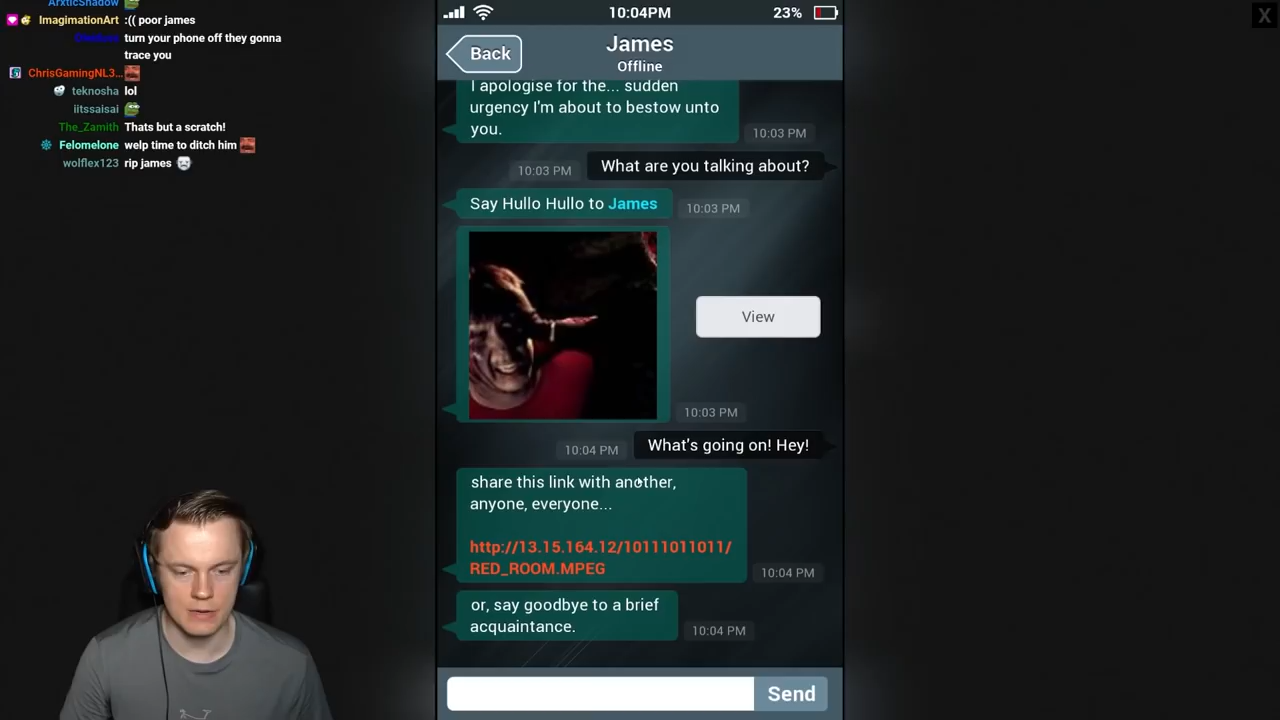 ArxticShadow
ImaginationArt :(( poor james
turn your phone off they gonna
trace you
ChrisGamingNL3...
teknosha lol
iitssaisai
The_Zamith Thats but a scratch!
Felomelone welp time to ditch him
wolflex123 rip james
10:04PM
23%
X
Back
James
Offline
I apologise for the... sudden
urgency I'm about to bestow unto
you.
10:03 PM
10:03 PM
What are you talking about?
Say Hullo Hullo to James
10:03 PM
View
10:03 PM
10:04 PM
What's going on! Hey!
share this link with another,
anyone, everyone...
http://13.15.164.12/10111011011/
RED_ROOM.MPEG
10:04 PM
or, say goodbye to a brief
acquaintance.
10:04 PM
Send